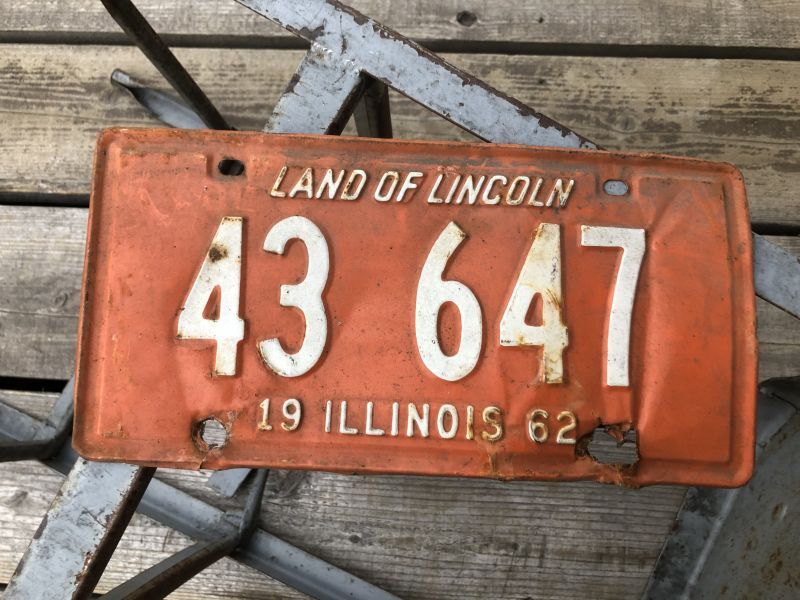 LAND OF LINCOLN
43 647
19 ILLINOIS 62